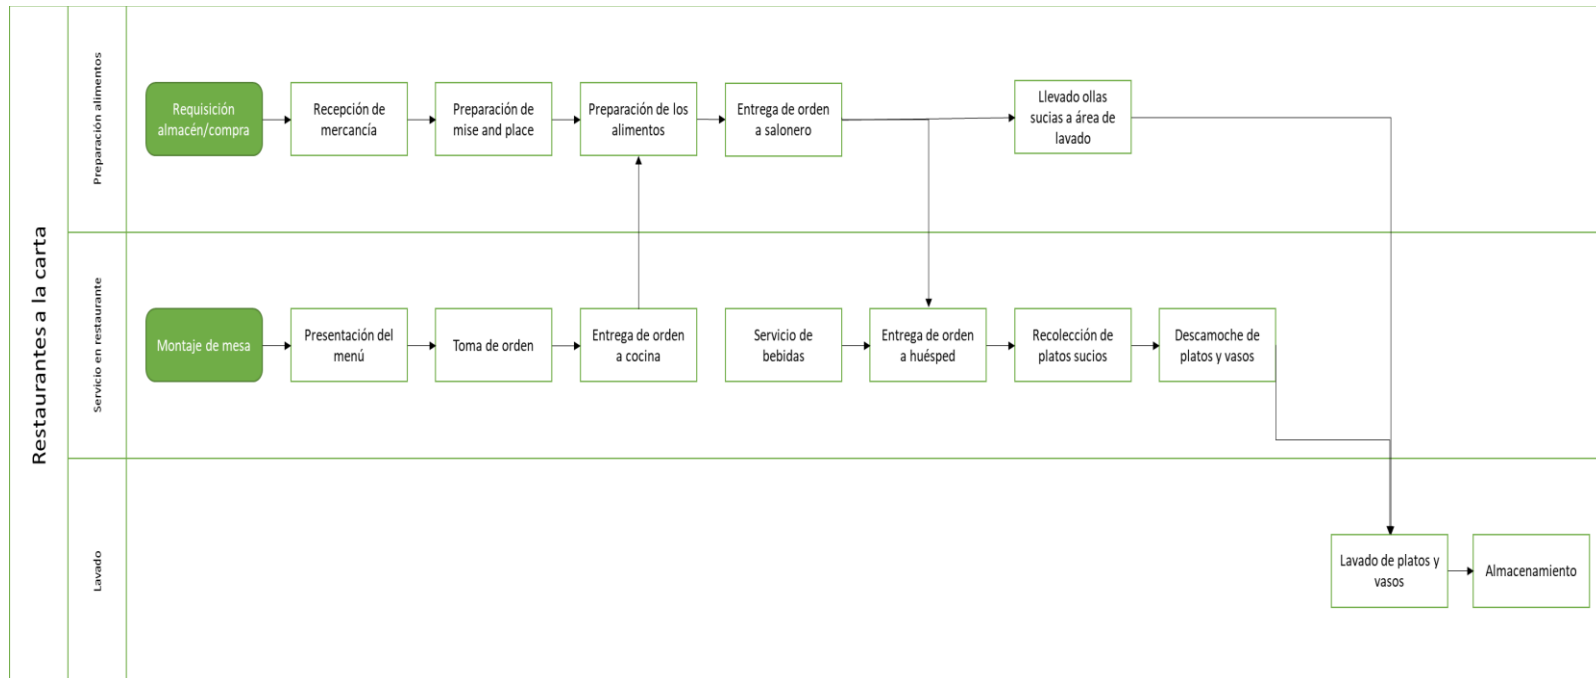 Restaurantes a la carta
Preparación alimentos
Requisición
almacén/compra
Recepción de
mercancía
Preparación de
mise and place
Preparación de los
alimentos
Entrega de orden
a salonero
Llevado ollas
sucias a área de
lavado
Servicio en restaurante
Montaje de mesa
Presentación del
menú
Toma de orden
Entrega de orden
a cocina
Servicio de
bebidas
Entrega de orden
a huésped
Recolección de
platos sucios
Descamoche de
platos y vasos
Lavado
Lavado de platos y
vasos
Almacenamiento